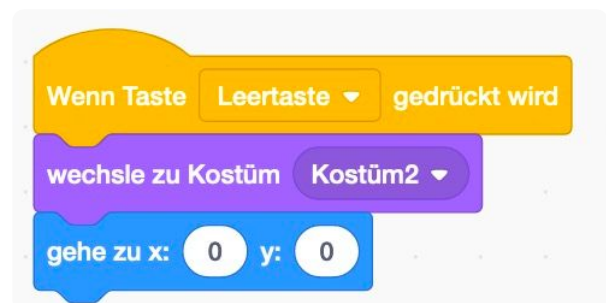 Wenn Taste Leertaste gedrückt wird
wechsle zu Kostüm Kostüm2
gehe zu x: 0 y: 0